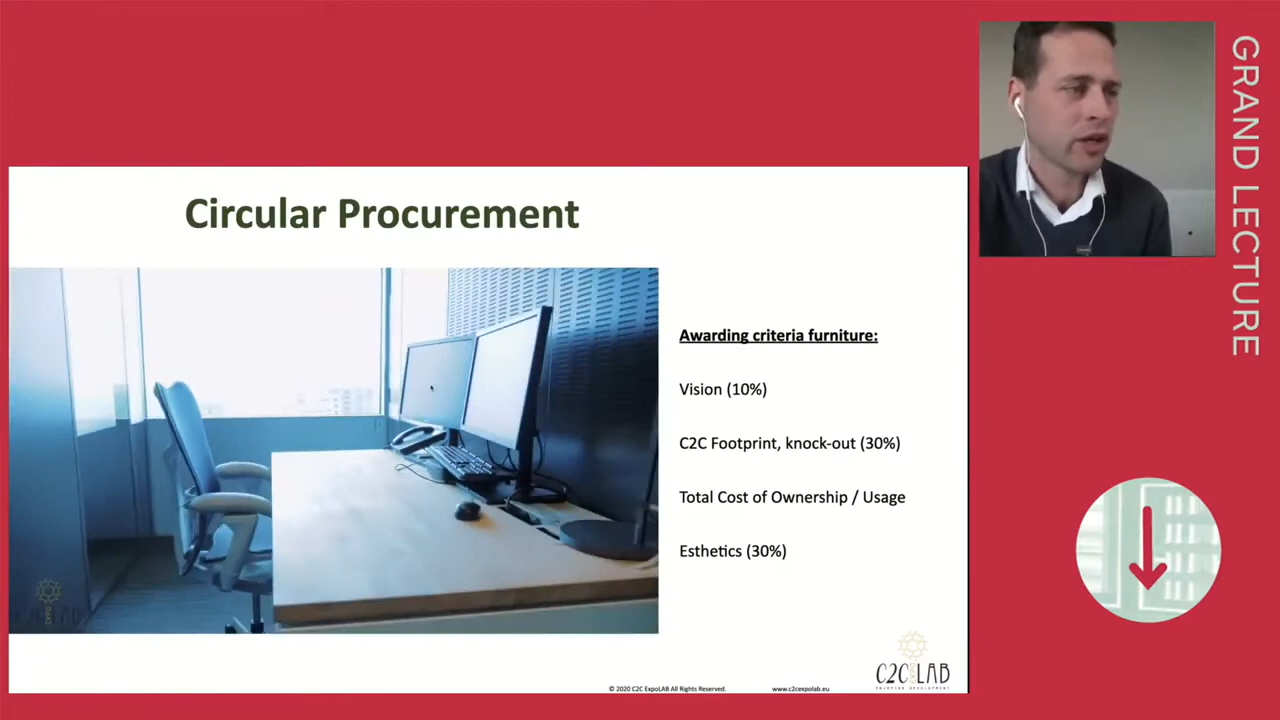 GRAND LECTURE
Circular Procurement
Awarding criteria furniture:
Vision (10%)
C2C Footprint, knock-out (30%)
Total Cost of Ownership / Usage
Esthetics (30%)
C2C LAB
© 2020 C2C ExpoLAB All Rights Reserved.
www.c2cexpolab.eu